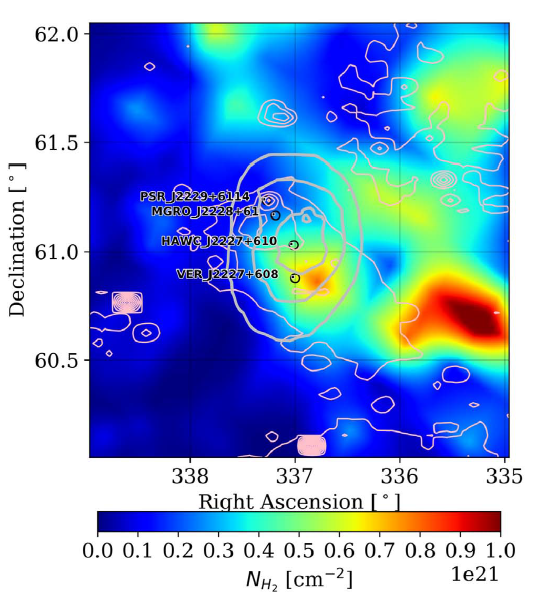 62.0
61.5
61.0
60.5
Declination [°]
PSR_J2229+6114
MGRO_J2228+61
HAWC_J2227+610
VER_J2227+608
338 337 336 335
Right Ascension [°]
0.0 0.1 0.2 0.3 0.4 0.5 0.6 0.7 0.8 0.9 1.0
1e21
N_{H_2} [cm^{-2}]